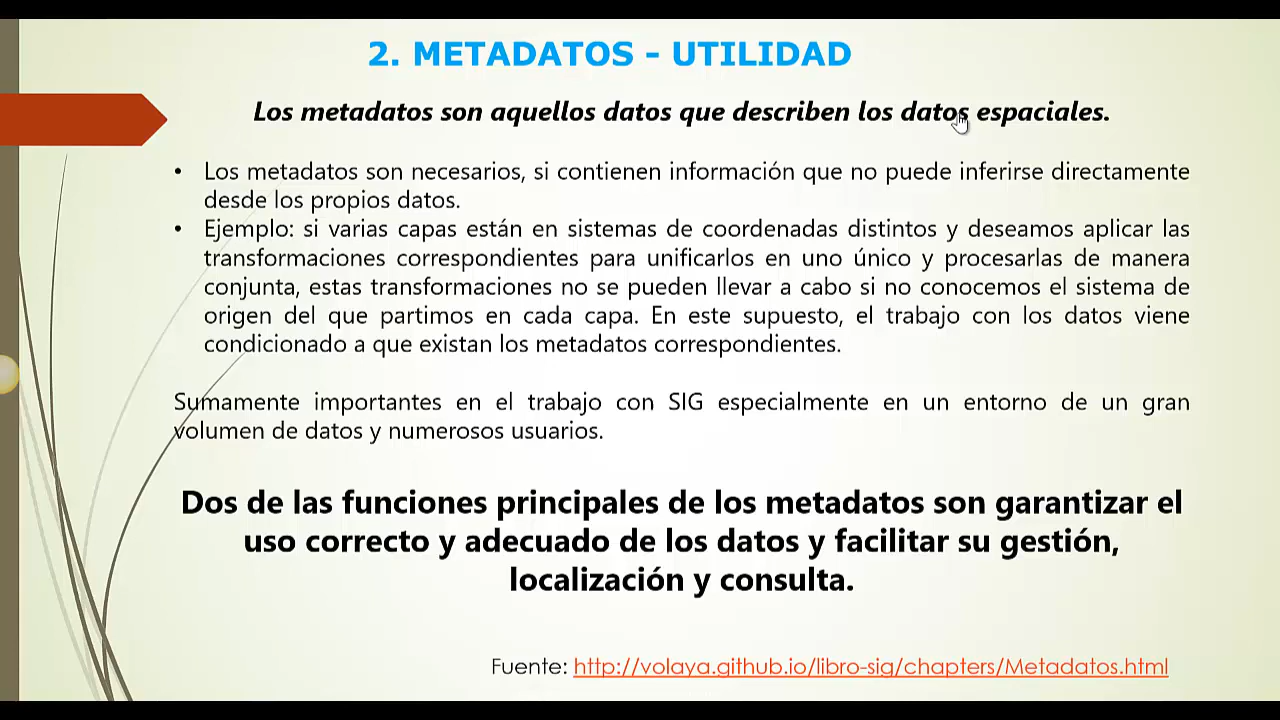 2. METADATOS - UTILIDAD
Los metadatos son aquellos datos que describen los datos espaciales.
• Los metadatos son necesarios, si contienen información que no puede inferirse directamente
desde los propios datos.
• Ejemplo: si varias capas están en sistemas de coordenadas distintos y deseamos aplicar las
transformaciones correspondientes para unificarlos en uno único y procesarlas de manera
conjunta, estas transformaciones no se pueden llevar a cabo si no conocemos el sistema de
origen del que partimos en cada capa. En este supuesto, el trabajo con los datos viene
condicionado a que existan los metadatos correspondientes.
Sumamente importantes en el trabajo con SIG especialmente en un entorno de un gran
volumen de datos y numerosos usuarios.
Dos de las funciones principales de los metadatos son garantizar el
uso correcto y adecuado de los datos y facilitar su gestión,
localización y consulta.
Fuente: http://volaya.github.io/libro-sig/chapters/Metadatos.html